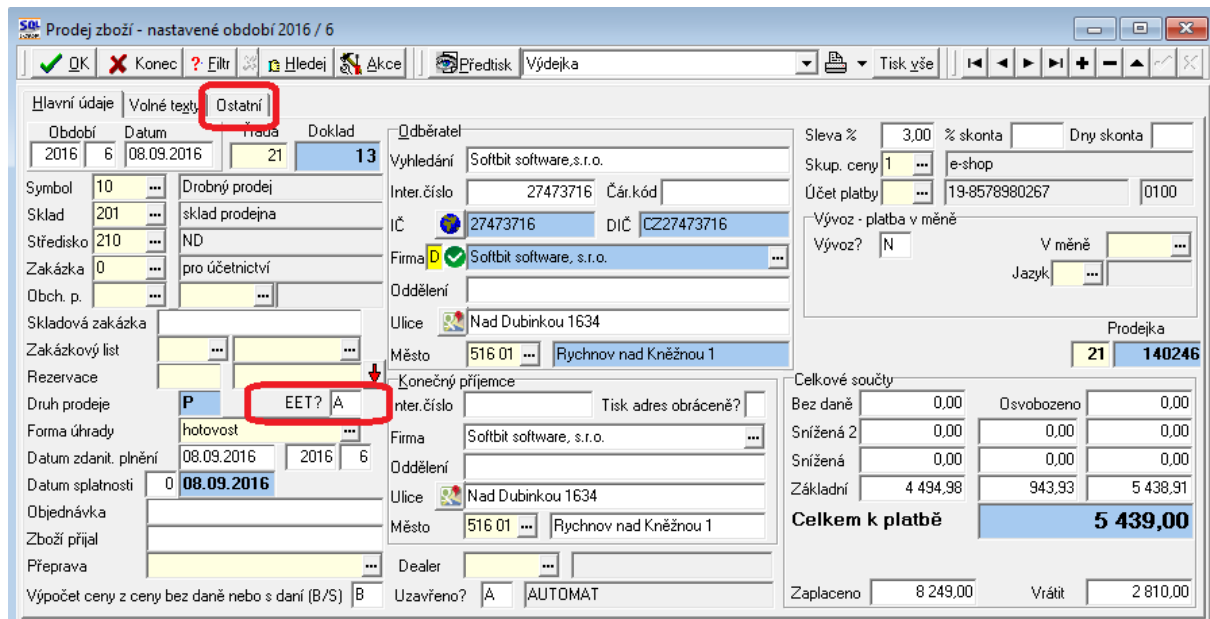 Prodej zboží - nastavené období 2016 / 6
OK Konec Filtr Hledej Akce Předtisk Výdejka Tisk vše
Hlavní údaje Volné texty Ostatní
Období Datum Řada Doklad
2016 6 08.09.2016 21 13
Symbol 10 ... Drobný prodej
Sklad 201 ... sklad prodejna
Středisko 210 ... ND
Zakázka 0 ... pro účetnictví
Obch. p. ... ...
Skladová zakázka
Zakázkový list ... ...
Rezervace
Druh prodeje P EET? A
Forma úhrady hotovost ...
Datum zdanit. plnění 08.09.2016 2016 6
Datum splatnosti 0 08.09.2016
Objednávka
Zboží přijal
Přeprava ...
Výpočet ceny z ceny bez daně nebo s daní (B/S) B
Odběratel
Vyhledání Softbit software,s.r.o.
Inter.číslo 27473716 Čár.kód
IČ 27473716 DIČ CZ27473716
Firma D Softbit software, s.r.o. ...
Oddělení
Ulice Nad Dubinkou 1634
Město 516 01 ... Rychnov nad Kněžnou 1
Konečný příjemce
nter.číslo Tisk adres obráceně?
Firma Softbit software, s.r.o. ...
Oddělení
Ulice Nad Dubinkou 1634
Město 516 01 ... Rychnov nad Kněžnou 1
Dealer ...
Uzavřeno? A AUTOMAT
Sleva % 3,00 % skonta Dny skonta
Skup. ceny 1 ... e-shop
Účet platby ... 19-8578980267 0100
Vývoz - platba v měně
Vývoz? N V měně ...
Jazyk ...
Prodejka
21 140246
Celkové součty
Bez daně 0,00 Osvobozeno 0,00
Snížená 2 0,00 0,00 0,00
Snížená 0,00 0,00 0,00
Základní 4 494,98 943,93 5 438,91
Celkem k platbě 5 439,00
Zaplaceno 8 249,00 Vrátit 2 810,00